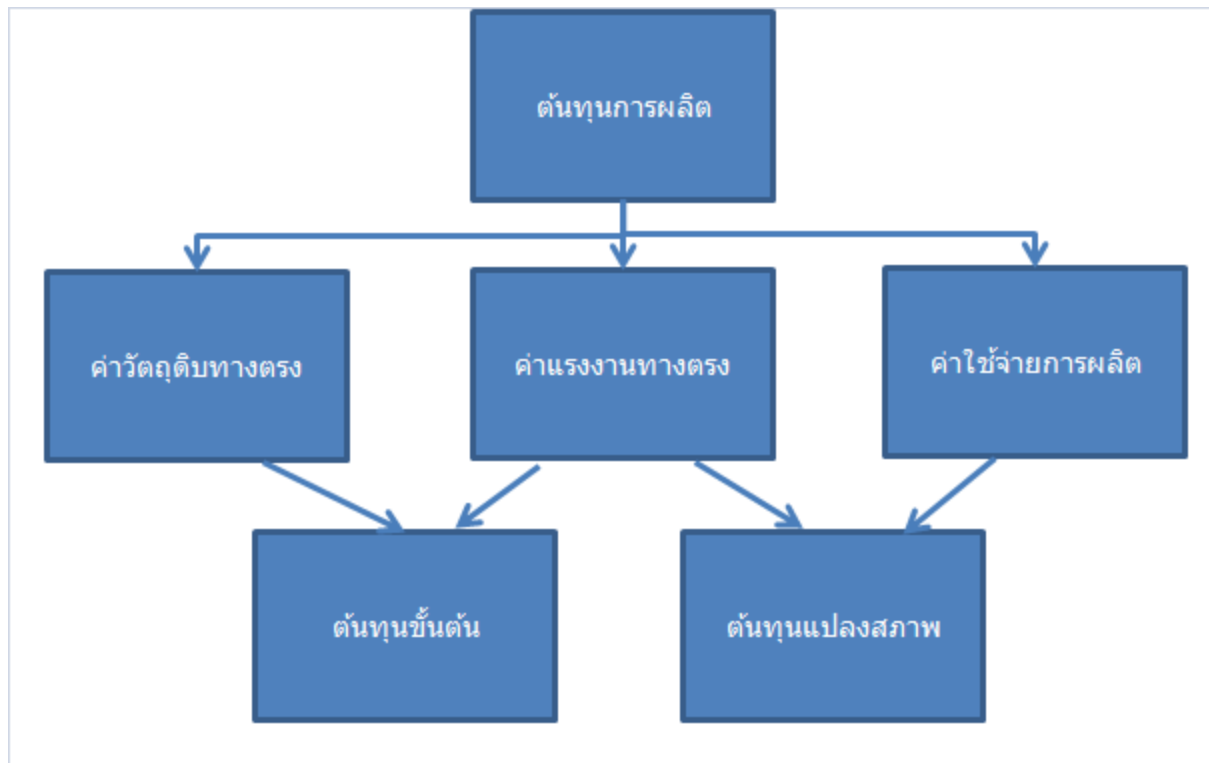 ต้นทุนการผลิต
ค่าวัตถุดิบทางตรง
ค่าแรงงานทางตรง
ค่าใช้จ่ายการผลิต
ต้นทุนขั้นต้น
ต้นทุนแปลงสภาพ